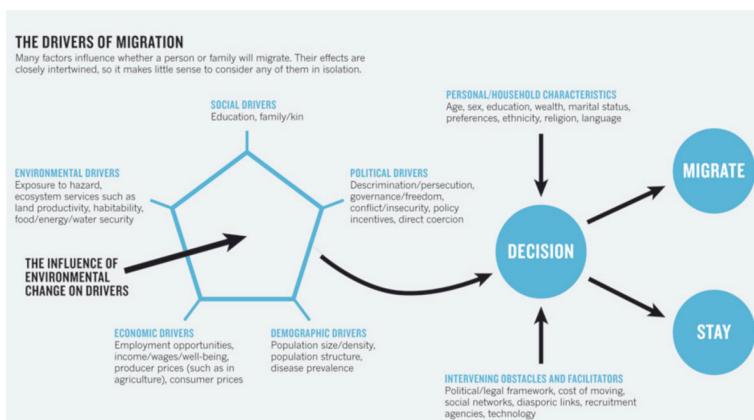 THE DRIVERS OF MIGRATION
Many factors influence whether a person or family will migrate. Their effects are
closely intertwined, so it makes little sense to consider any of them in isolation.
SOCIAL DRIVERS
Education, family/kin
ENVIRONMENTAL DRIVERS
Exposure to hazard,
ecosystem services such as
land productivity, habitability,
food/energy/water security
POLITICAL DRIVERS
Descrimination/persecution,
governance/freedom,
conflict/insecurity, policy
incentives, direct coercion
THE INFLUENCE OF
ENVIRONMENTAL
CHANGE ON DRIVERS
ECONOMIC DRIVERS
Employment opportunities,
income/wages/well-being,
producer prices (such as in
agriculture), consumer prices
DEMOGRAPHIC DRIVERS
Population size/density,
population structure,
disease prevalence
PERSONAL/HOUSEHOLD CHARACTERISTICS
Age, sex, education, wealth, marital status,
preferences, ethnicity, religion, language
DECISION
MIGRATE
STAY
INTERVENING OBSTACLES AND FACILITATORS
Political/legal framework, cost of moving,
social networks, diasporic links, recruitment
agencies, technology